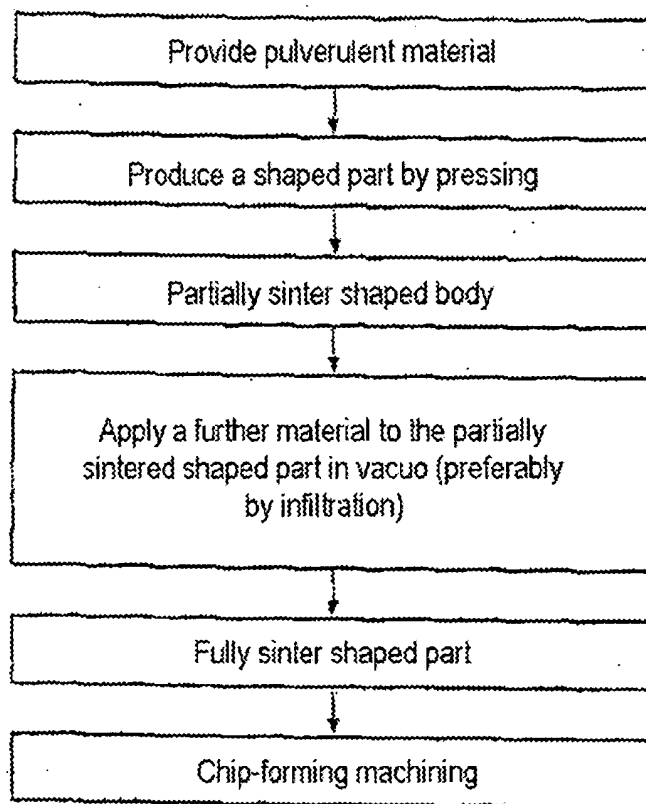 Provide pulverulent material
Produce a shaped part by pressing
Partially sinter shaped body
Apply a further material to the partially
sintered shaped part in vacuo (preferably
by infiltration)
Fully sinter shaped part
Chip-forming machining